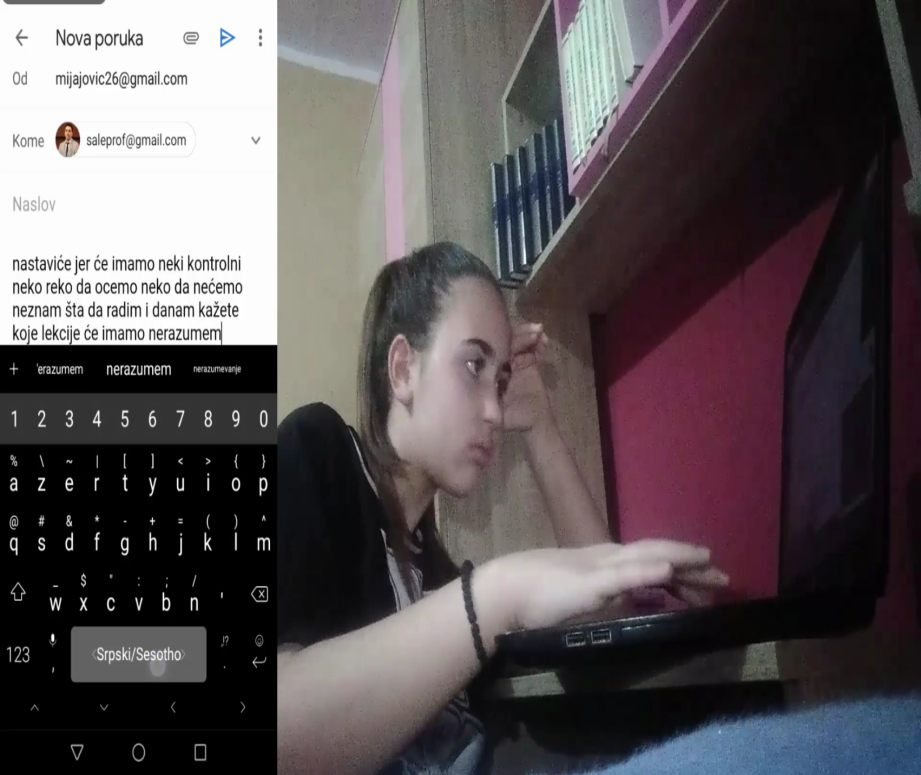 Nova poruka
Od mijajovic26@gmail.com
Kome saleprof@gmail.com
Naslov
nastaviće jer će imamo neki kontrolni
neko reko da ocemo neko da nećemo
neznam šta da radim i danam kažete
koje lekcije će imamo nerazumem
+ 'erazumem nerazumem nerazumevanje
1 2 3 4 5 6 7 8 9 0
% \ ~ | [ ] < > { }
a z e r t y u i o p
@ # & * - + = ( ) ^
q s d f g h j k l m
_ $ " : ; /
w x c v b n '
123 , Srpski/Sesotho !? .